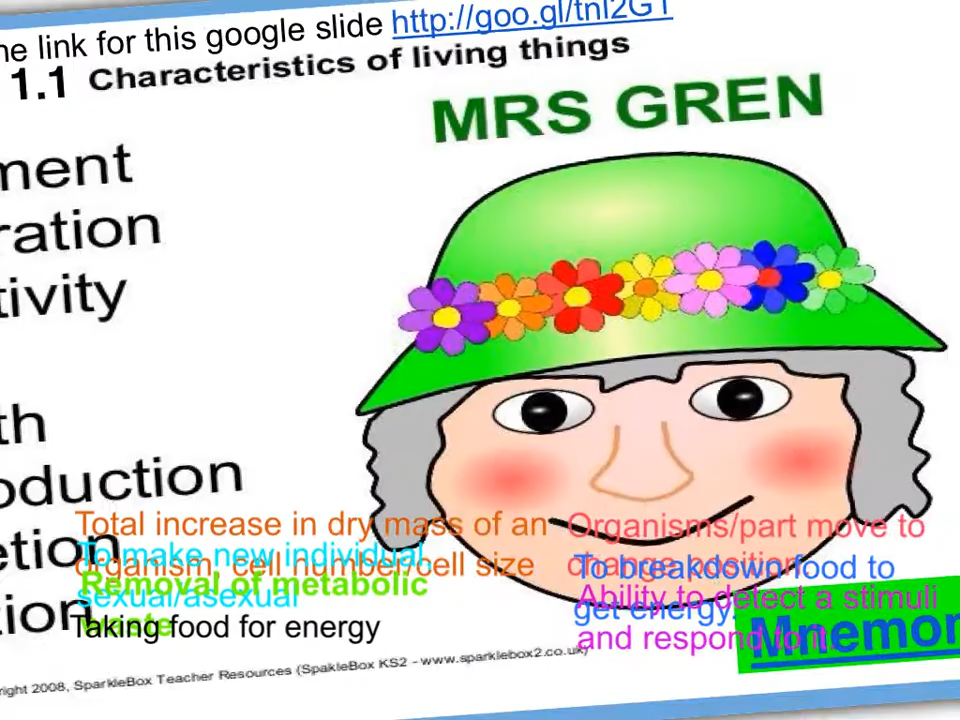 he link for this google slide http://goo.gl/tnl2GT
1.1 Characteristics of living things
MRS GREN
ment
ration
tivity
th
oduction
etion
ion
Total increase in dry mass of an
organism, cell number/cell size
To make new individual,
sexual/asexual
Removal of metabolic
waste
Taking food for energy
Organisms/part move to
change position.
To breakdown food to
get energy.
Ability to detect a stimuli
and respond to it.
Mnemon
right 2008, SparkleBox Teacher Resources (SpakleBox KS2 - www.sparklebox2.co.uk)